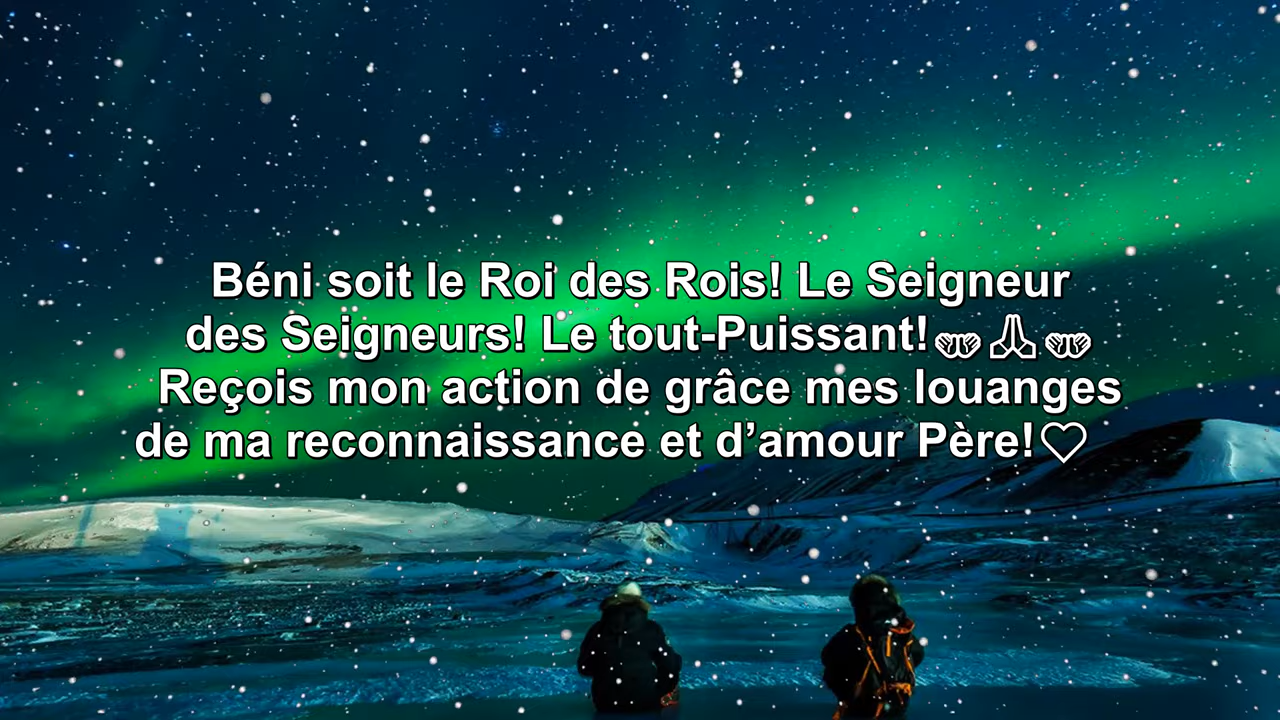 Béni soit le Roi des Rois! Le Seigneur
des Seigneurs! Le tout-Puissant!🤲🙏🤲
Reçois mon action de grâce mes louanges
de ma reconnaissance et d’amour Père!♡